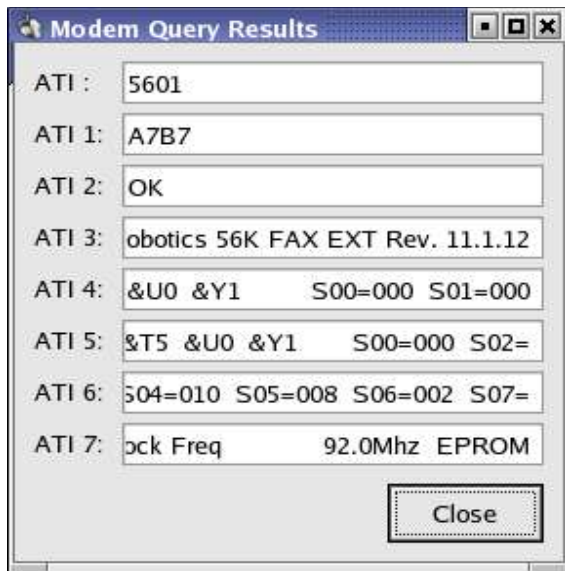 Modem Query Results
ATI : 5601
ATI 1: A7B7
ATI 2: OK
ATI 3: obotics 56K FAX EXT Rev. 11.1.12
ATI 4: &U0 &Y1 S00=000 S01=000
ATI 5: &T5 &U0 &Y1 S00=000 S02=
ATI 6: S04=010 S05=008 S06=002 S07=
ATI 7: ock Freq 92.0Mhz EPROM
Close